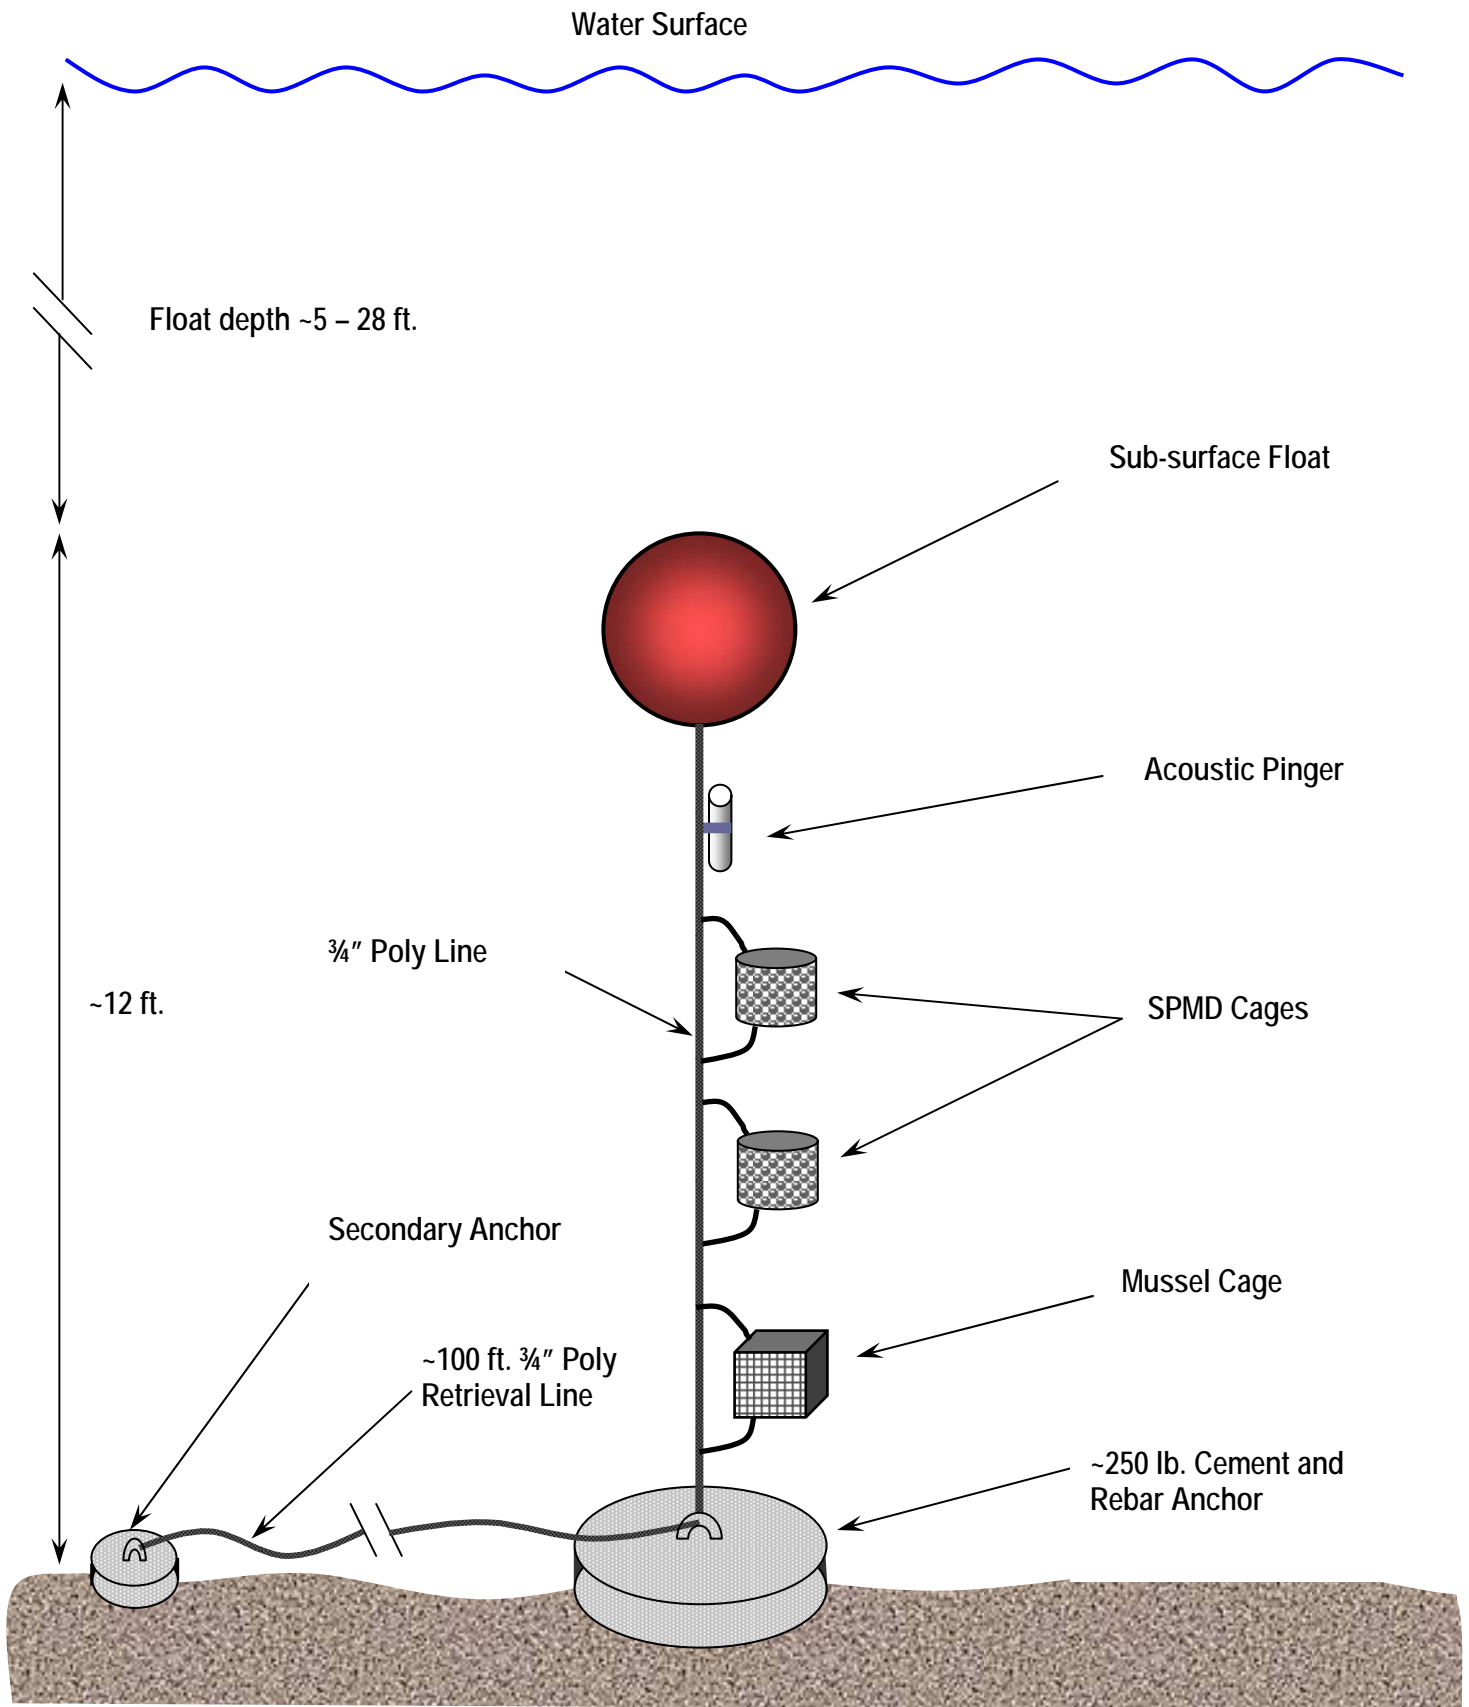 Water Surface
Float depth ~5 – 28 ft.
Sub-surface Float
Acoustic Pinger
¾” Poly Line
~12 ft.
SPMD Cages
Secondary Anchor
Mussel Cage
~100 ft. ¾” Poly
Retrieval Line
~250 lb. Cement and
Rebar Anchor